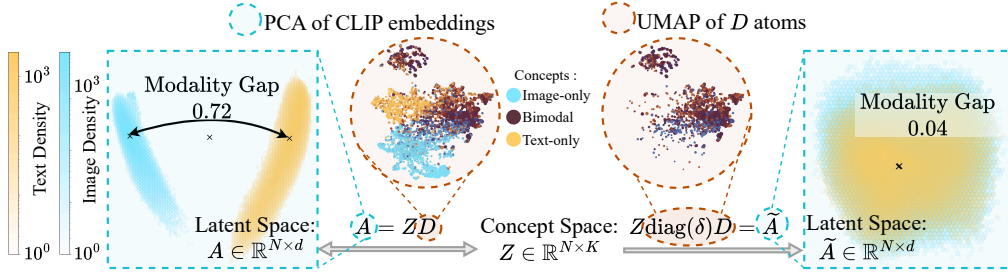 PCA of CLIP embeddings
UMAP of D atoms
Text Density
10³
10⁰
Image Density
10³
10⁰
Modality Gap
0.72
Latent Space:
A ∈ ℝ^{N×d}
Concepts :
Image-only
Bimodal
Text-only
A = ZD
Concept Space:
Z ∈ ℝ^{N×K}
Zdiag(δ)D = Ã
Modality Gap
0.04
Latent Space:
Ã ∈ ℝ^{N×d}